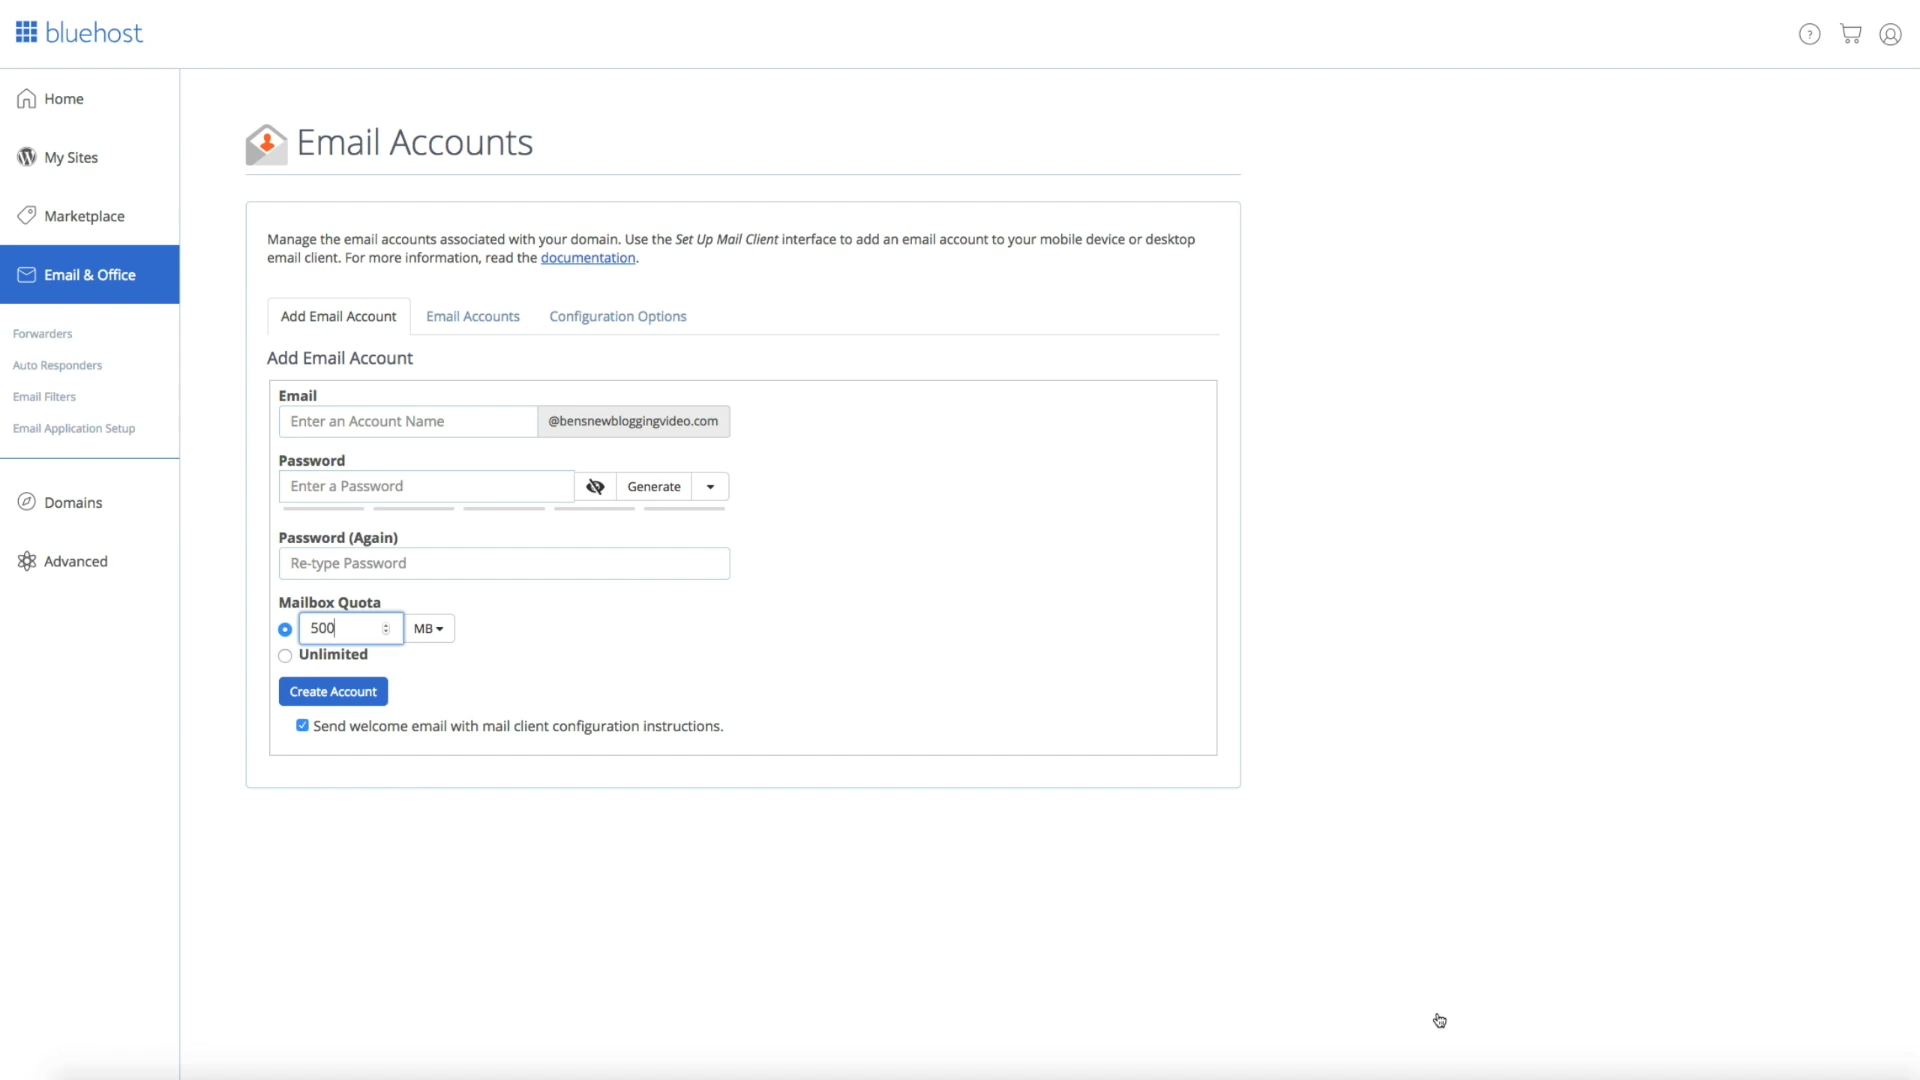 bluehost
?
Home
My Sites
Marketplace
Email & Office
Forwarders
Auto Responders
Email Filters
Email Application Setup
Domains
Advanced
Email Accounts
Manage the email accounts associated with your domain. Use the Set Up Mail Client interface to add an email account to your mobile device or desktop
email client. For more information, read the documentation.
Add Email Account Email Accounts Configuration Options
Add Email Account
Email
Enter an Account Name @bensnewbloggingvideo.com
Password
Enter a Password Generate
Password (Again)
Re-type Password
Mailbox Quota
500 MB
Unlimited
Create Account
Send welcome email with mail client configuration instructions.